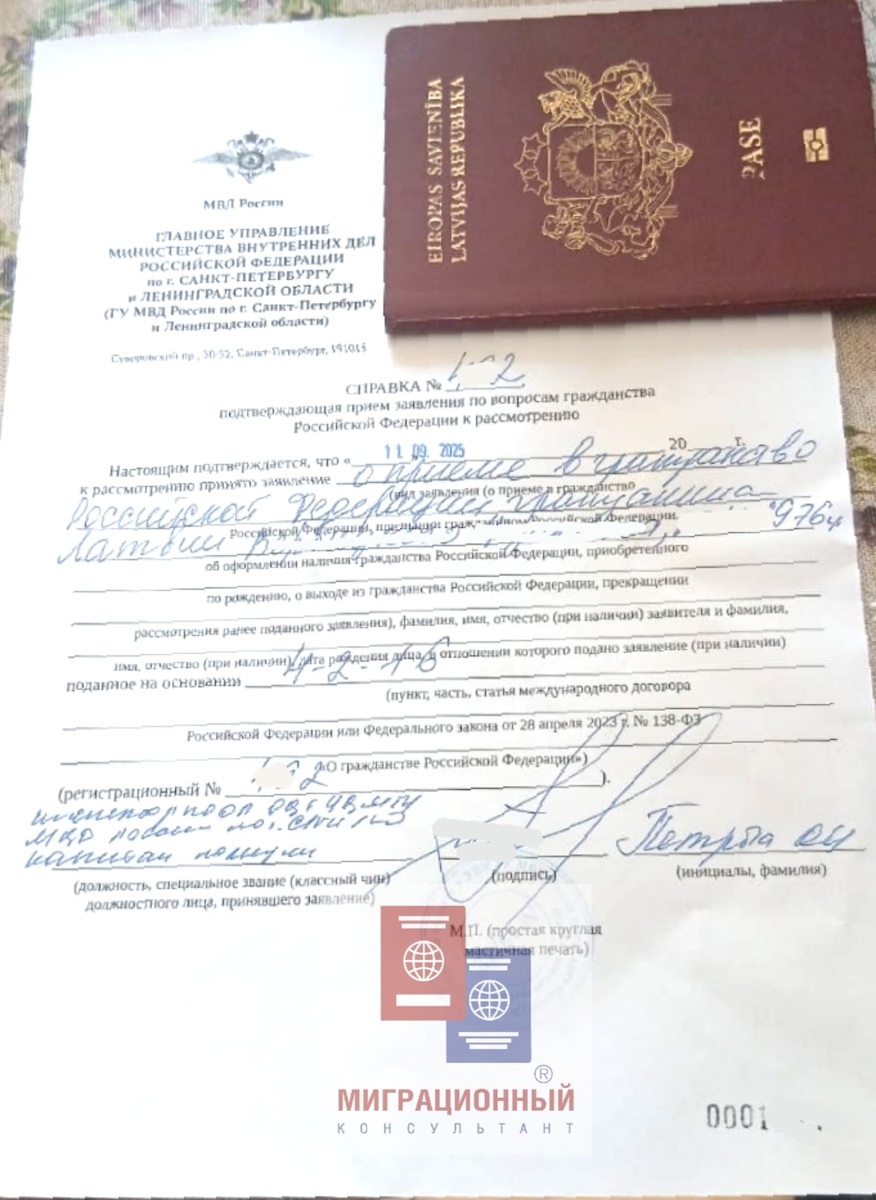 EIROPAS SAVIENĪBA
LATVIJAS REPUBLIKA
PASE
МВД России
ГЛАВНОЕ УПРАВЛЕНИЕ
МИНИСТЕРСТВА ВНУТРЕННИХ ДЕЛ
РОССИЙСКОЙ ФЕДЕРАЦИИ
по г. САНКТ-ПЕТЕРБУРГУ
и ЛЕНИНГРАДСКОЙ ОБЛАСТИ
(ГУ МВД России по г. Санкт-Петербургу
и Ленинградской области)
Суворовский пр., 50/52, Санкт-Петербург, 191015
СПРАВКА №
подтверждающая прием заявления по вопросам гражданства
Российской Федерации к рассмотрению
Настоящим подтверждается, что « 11 09. 2025 20 г.
к рассмотрению принято заявление о приеме в гражданство
(вид заявления (о приеме в гражданство
Российской Федерации гражданина
Российской Федерации, признании гражданином Российской Федерации,
Латвии 976г
об оформлении наличия гражданства Российской Федерации, приобретенного
по рождению, о выходе из гражданства Российской Федерации, прекращении
рассмотрения ранее поданного заявления), фамилия, имя, отчество (при наличии) заявителя и фамилия,
имя, отчество (при наличии), дата рождения лица, в отношении которого подано заявление (при наличии)
поданное на основании
(пункт, часть, статья международного договора
Российской Федерации или Федерального закона от 28 апреля 2023 г. № 138-ФЗ
«О гражданстве Российской Федерации»)
(регистрационный № ).
капитан полиции
(должность, специальное звание (классный чин)
должностного лица, принявшего заявление)
(подпись)
(инициалы, фамилия)
М.П. (простая круглая
мастичная печать)
МИГРАЦИОННЫЙ
КОНСУЛЬТАНТ
0001